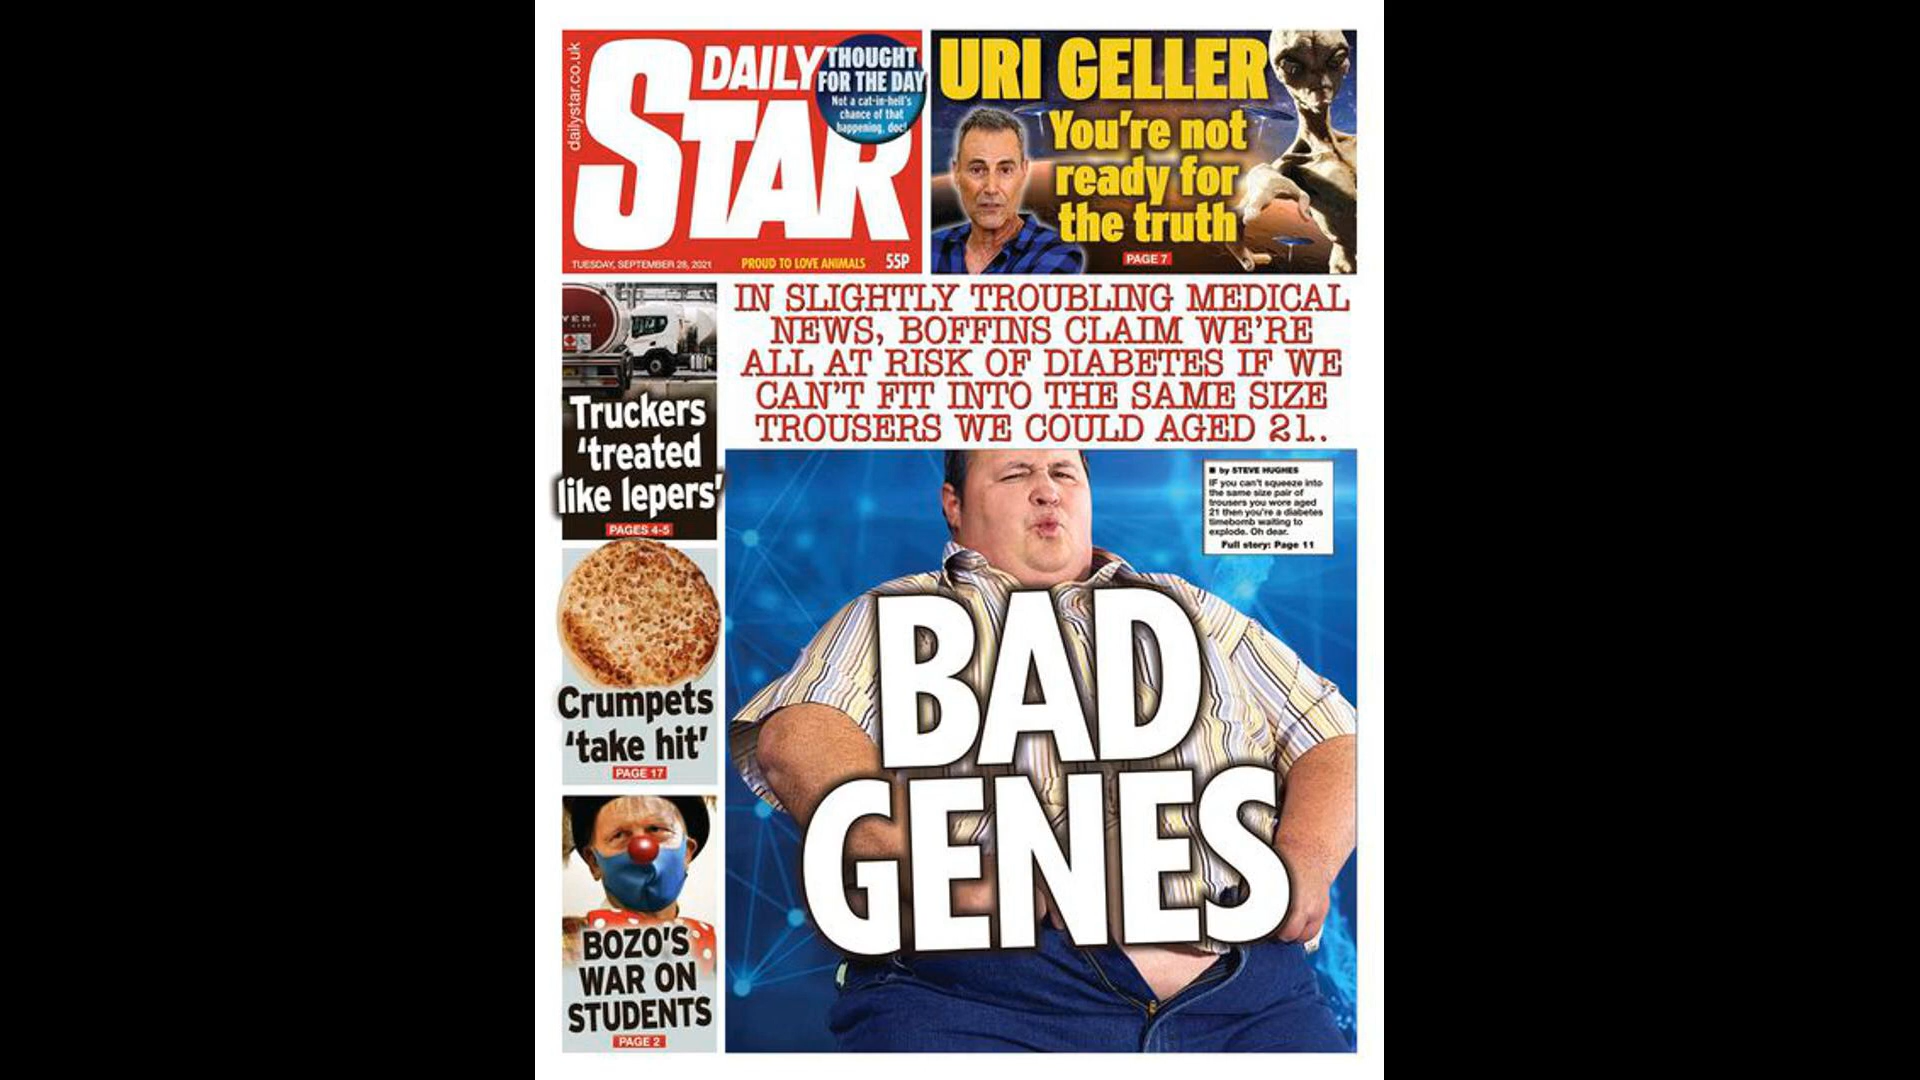 dailystar.co.uk
DAILY
STAR
THOUGHT
FOR THE DAY
Not a cat-in-hell's
chance of that
happening, doc!
TUESDAY, SEPTEMBER 28, 2021
PROUD TO LOVE ANIMALS
55P
URI GELLER
You're not
ready for
the truth
PAGE 7
YER
Truckers
'treated
like lepers'
PAGES 4-5
Crumpets
'take hit'
PAGE 17
BOZO'S
WAR ON
STUDENTS
PAGE 2
IN SLIGHTLY TROUBLING MEDICAL
NEWS, BOFFINS CLAIM WE'RE
ALL AT RISK OF DIABETES IF WE
CAN'T FIT INTO THE SAME SIZE
TROUSERS WE COULD AGED 21..
■ by STEVE HUGHES
IF you can't squeeze into
the same size pair of
trousers you wore aged
21 then you're a diabetes
timebomb waiting to
explode. Oh dear.
Full story: Page 11
BAD
GENES